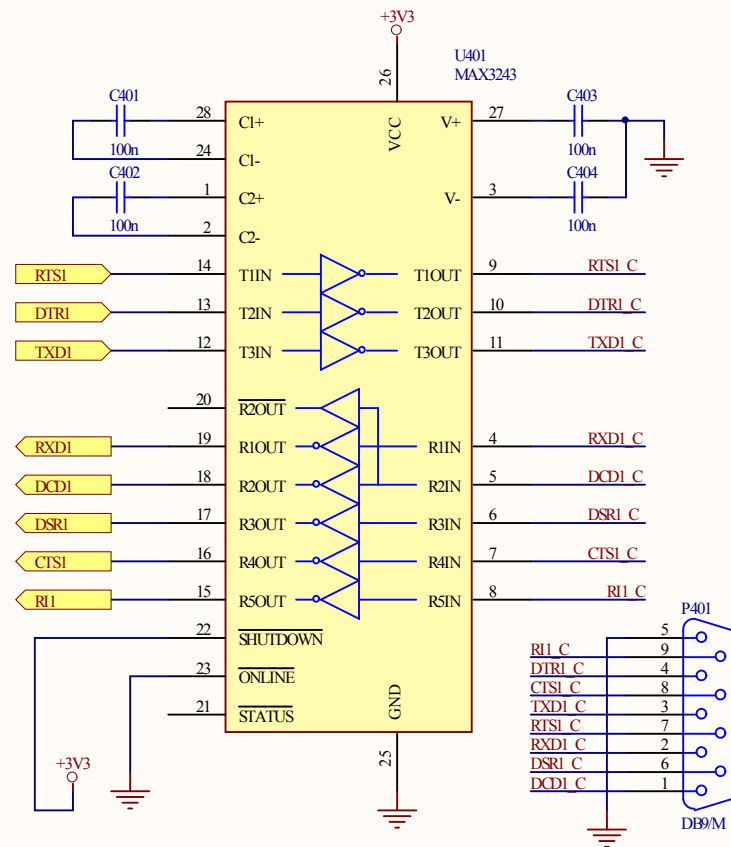 +3V3
U401
MAX3243
26
VCC
C401
100n
28
C1+
24
C1-
C402
100n
1
C2+
2
C2-
27
V+
C403
100n
3
V-
C404
100n
RTS1
14
T1IN
T1OUT
9
RTS1_C
DTR1
13
T2IN
T2OUT
10
DTR1_C
TXD1
12
T3IN
T3OUT
11
TXD1_C
20
R2OUT
RXD1
19
R1OUT
R1IN
4
RXD1_C
DCD1
18
R2OUT
R2IN
5
DCD1_C
DSR1
17
R3OUT
R3IN
6
DSR1_C
CTS1
16
R4OUT
R4IN
7
CTS1_C
RI1
15
R5OUT
R5IN
8
RI1_C
22
SHUTDOWN
23
ONLINE
21
STATUS
GND
25
+3V3
P401
5
RI1_C
9
DTR1_C
4
CTS1_C
8
TXD1_C
3
RTS1_C
7
RXD1_C
2
DSR1_C
6
DCD1_C
1
DB9/M